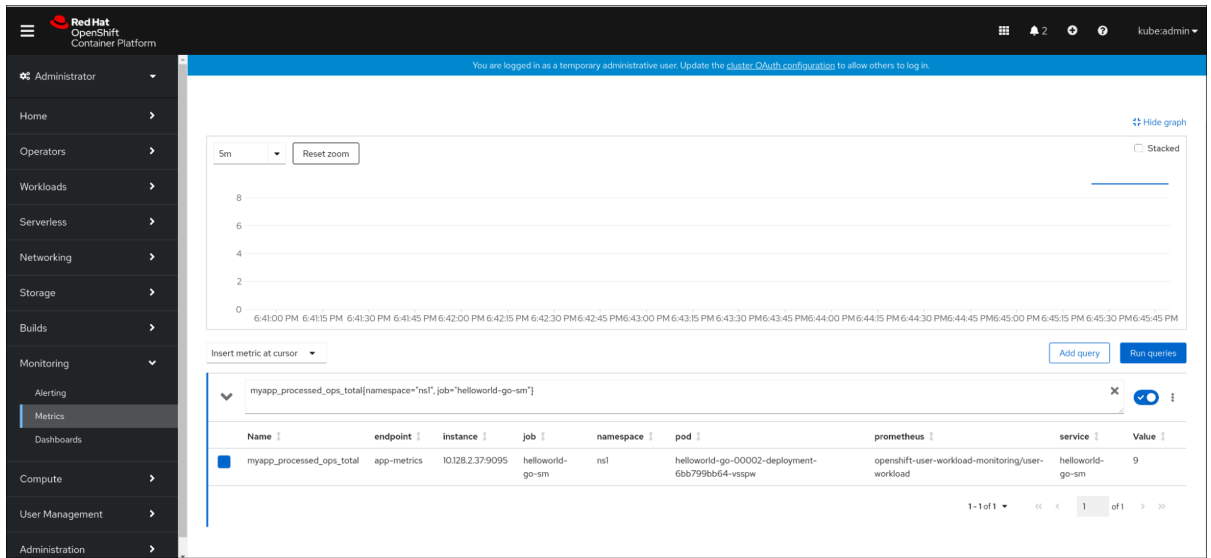 Red Hat
OpenShift
Container Platform
2
kube:admin
Administrator
Home
Operators
Workloads
Serverless
Networking
Storage
Builds
Monitoring
Alerting
Metrics
Dashboards
Compute
User Management
Administration
You are logged in as a temporary administrative user. Update the cluster OAuth configuration to allow others to log in.
Hide graph
5m
Reset zoom
Stacked
8
6
4
2
0
6:41:00 PM 6:41:15 PM 6:41:30 PM 6:41:45 PM 6:42:00 PM 6:42:15 PM 6:42:30 PM 6:42:45 PM 6:43:00 PM 6:43:15 PM 6:43:30 PM 6:43:45 PM 6:44:00 PM 6:44:15 PM 6:44:30 PM 6:44:45 PM 6:45:00 PM 6:45:15 PM 6:45:30 PM 6:45:45 PM
Insert metric at cursor
Add query
Run queries
myapp_processed_ops_total{namespace="ns1", job="helloworld-go-sm"}
Name endpoint instance job namespace pod prometheus service Value
myapp_processed_ops_total app-metrics 10.128.2.37:9095 helloworld- ns1 helloworld-go-00002-deployment- openshift-user-workload-monitoring/user- helloworld- 9
go-sm 6bb799bb64-vsspw workload go-sm
1 - 1 of 1 << < 1 of 1 > >>